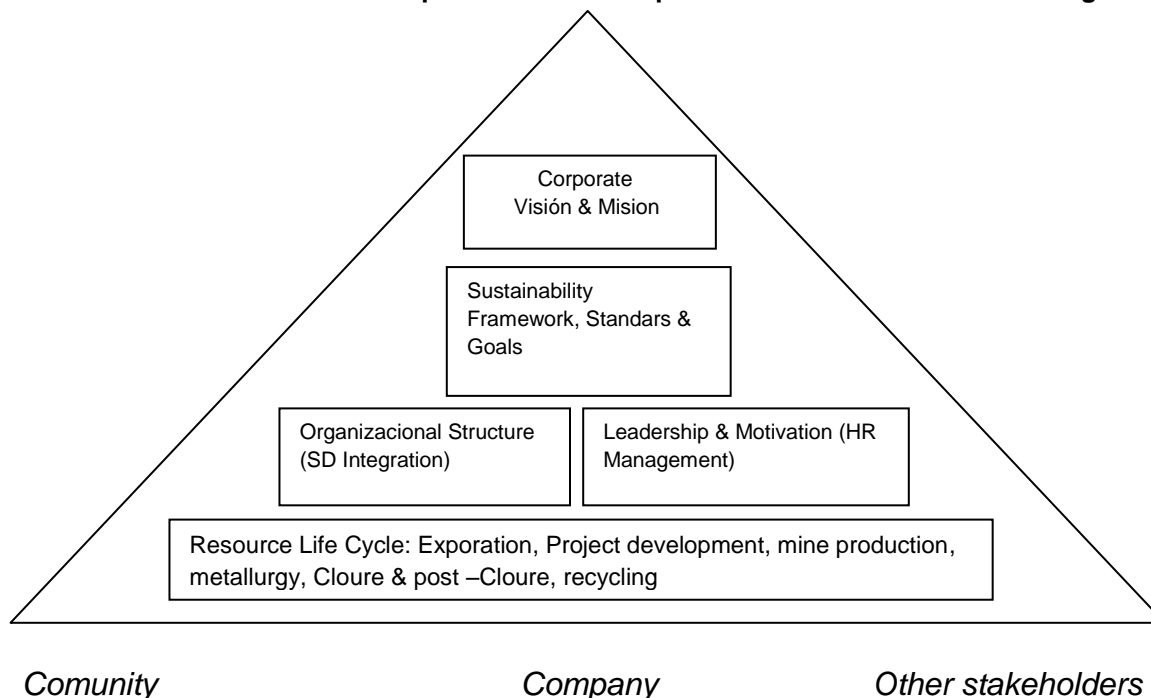 Corporate
Visión & Mision
Sustainability
Framework, Standars &
Goals
Organizacional Structure
(SD Integration)
Leadership & Motivation (HR
Management)
Resource Life Cycle: Exporation, Project development, mine production,
metallurgy, Cloure & post –Cloure, recycling
Comunity Company Other stakeholders